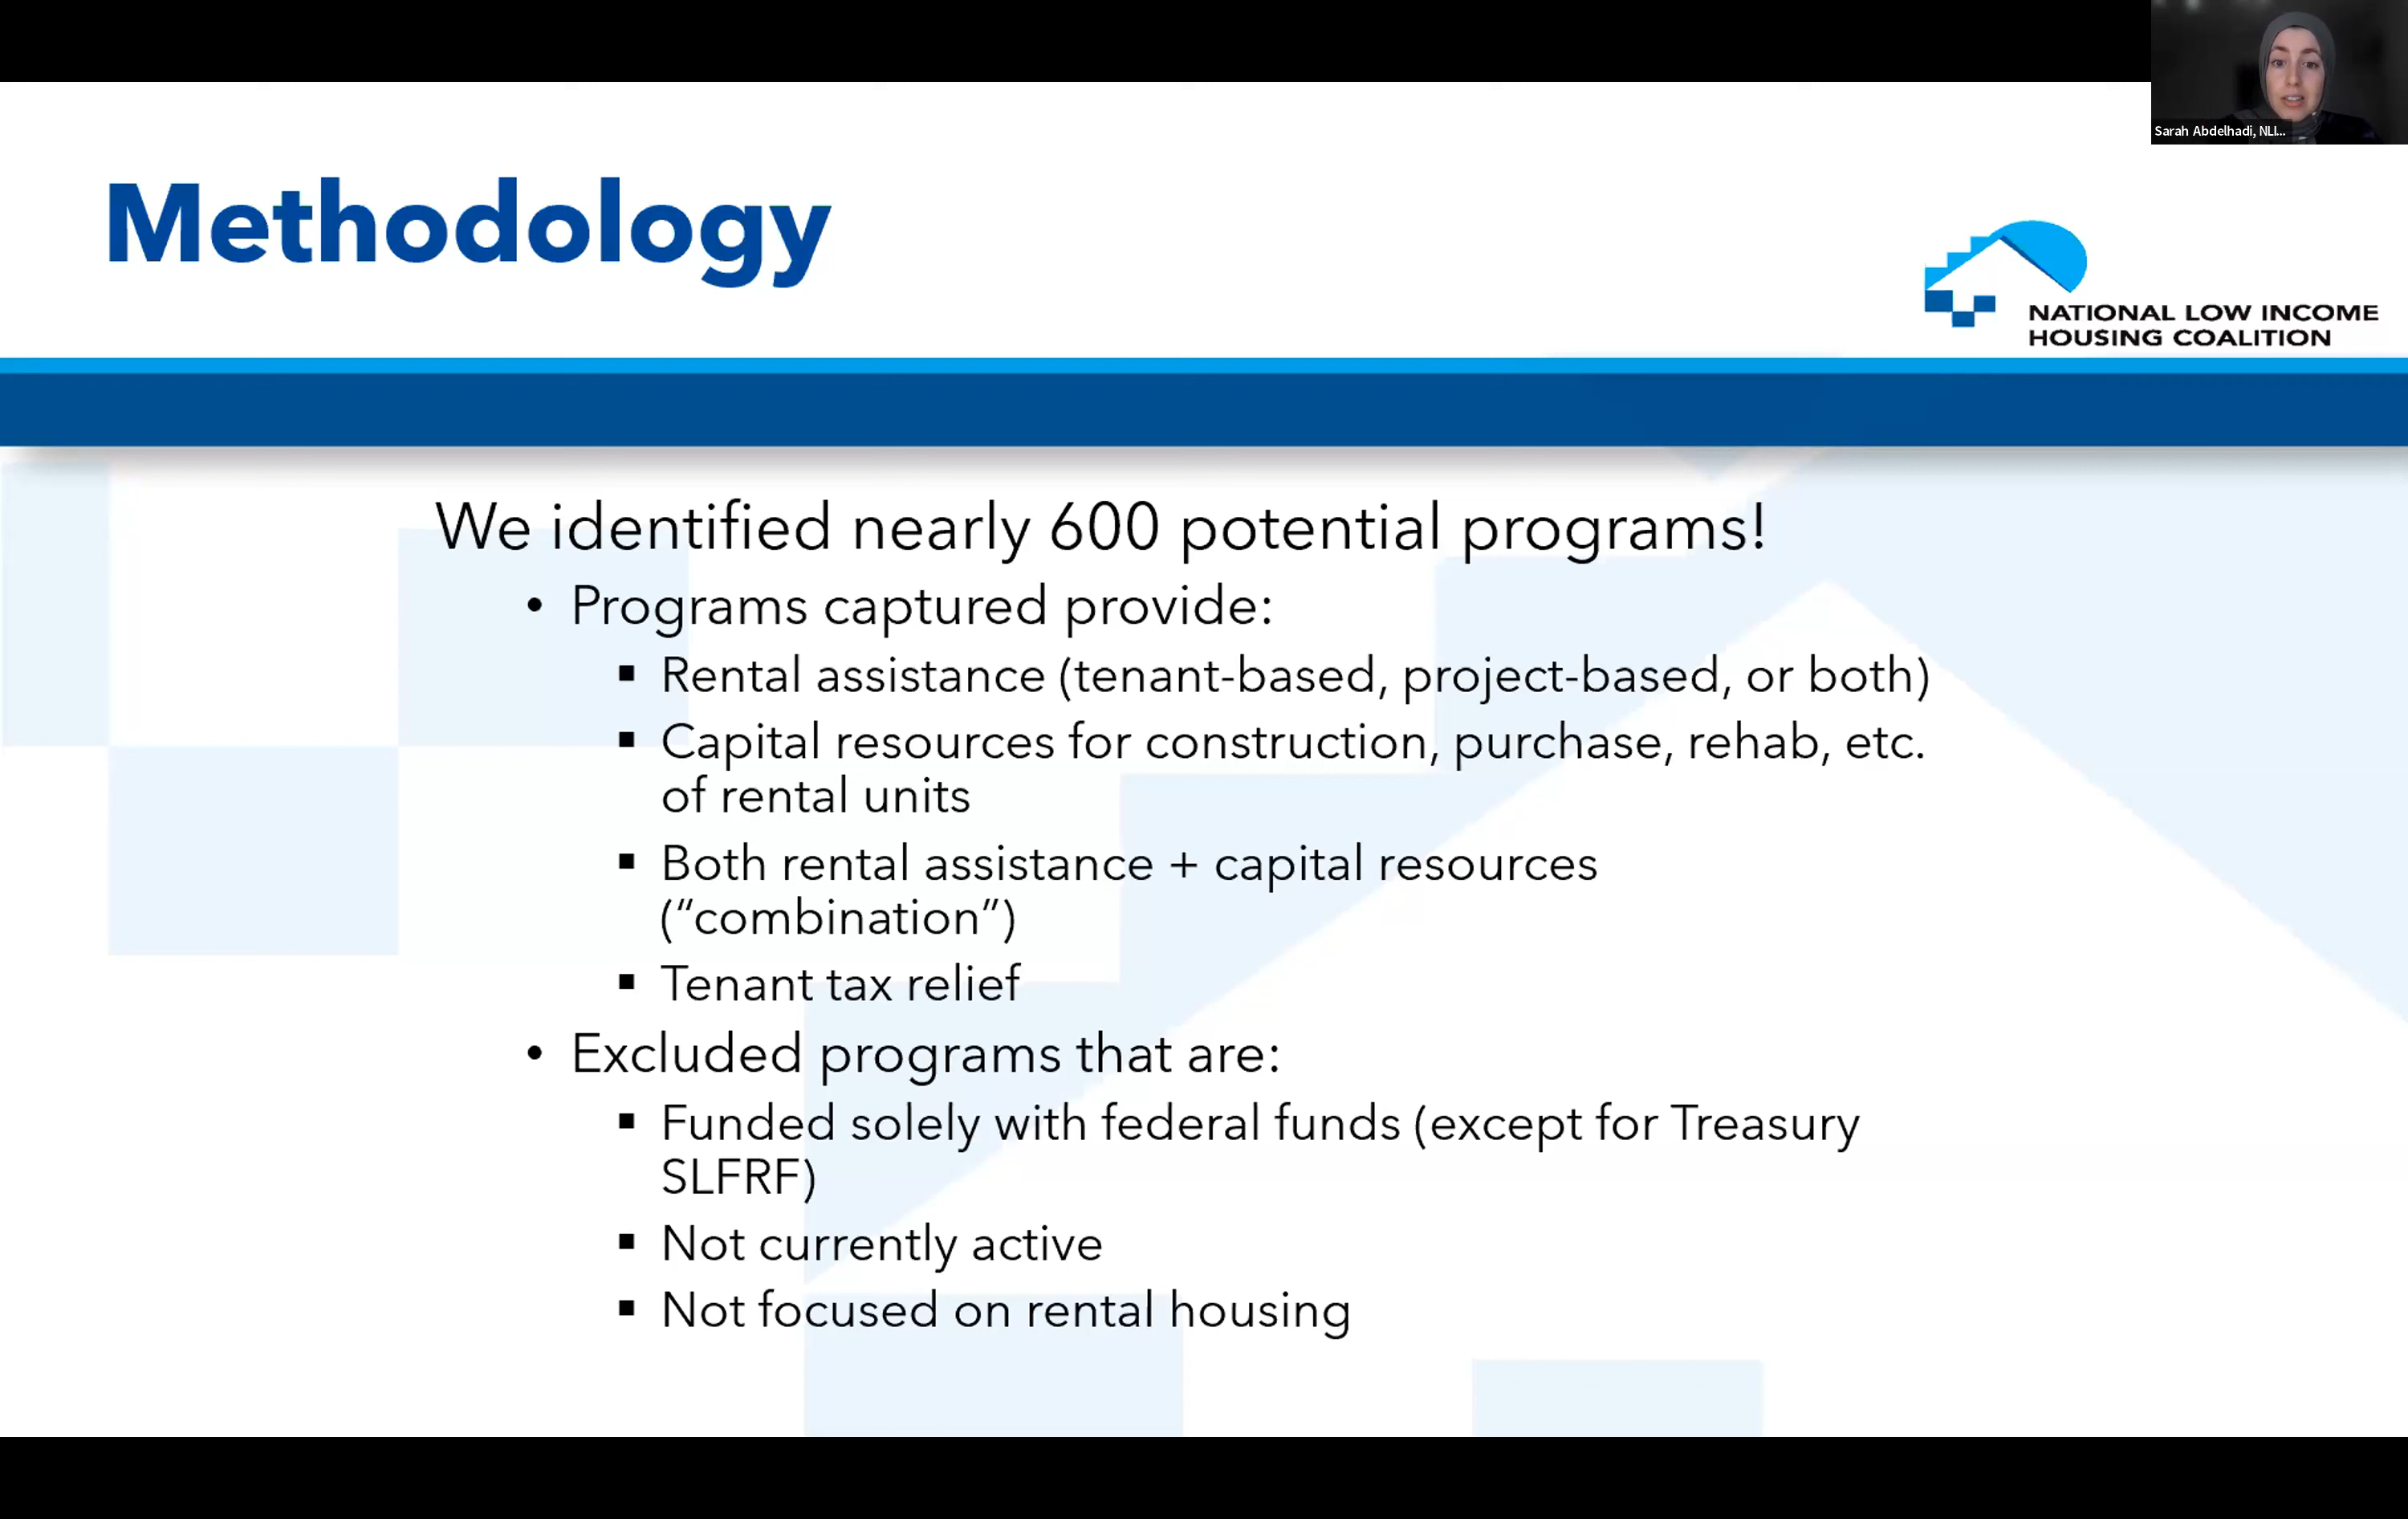 Sarah Abdelhadi, NLI...
Methodology
NATIONAL LOW INCOME
HOUSING COALITION
We identified nearly 600 potential programs!
• Programs captured provide:
▪ Rental assistance (tenant-based, project-based, or both)
▪ Capital resources for construction, purchase, rehab, etc.
of rental units
▪ Both rental assistance + capital resources
(“combination”)
▪ Tenant tax relief
• Excluded programs that are:
▪ Funded solely with federal funds (except for Treasury
SLFRF)
▪ Not currently active
▪ Not focused on rental housing